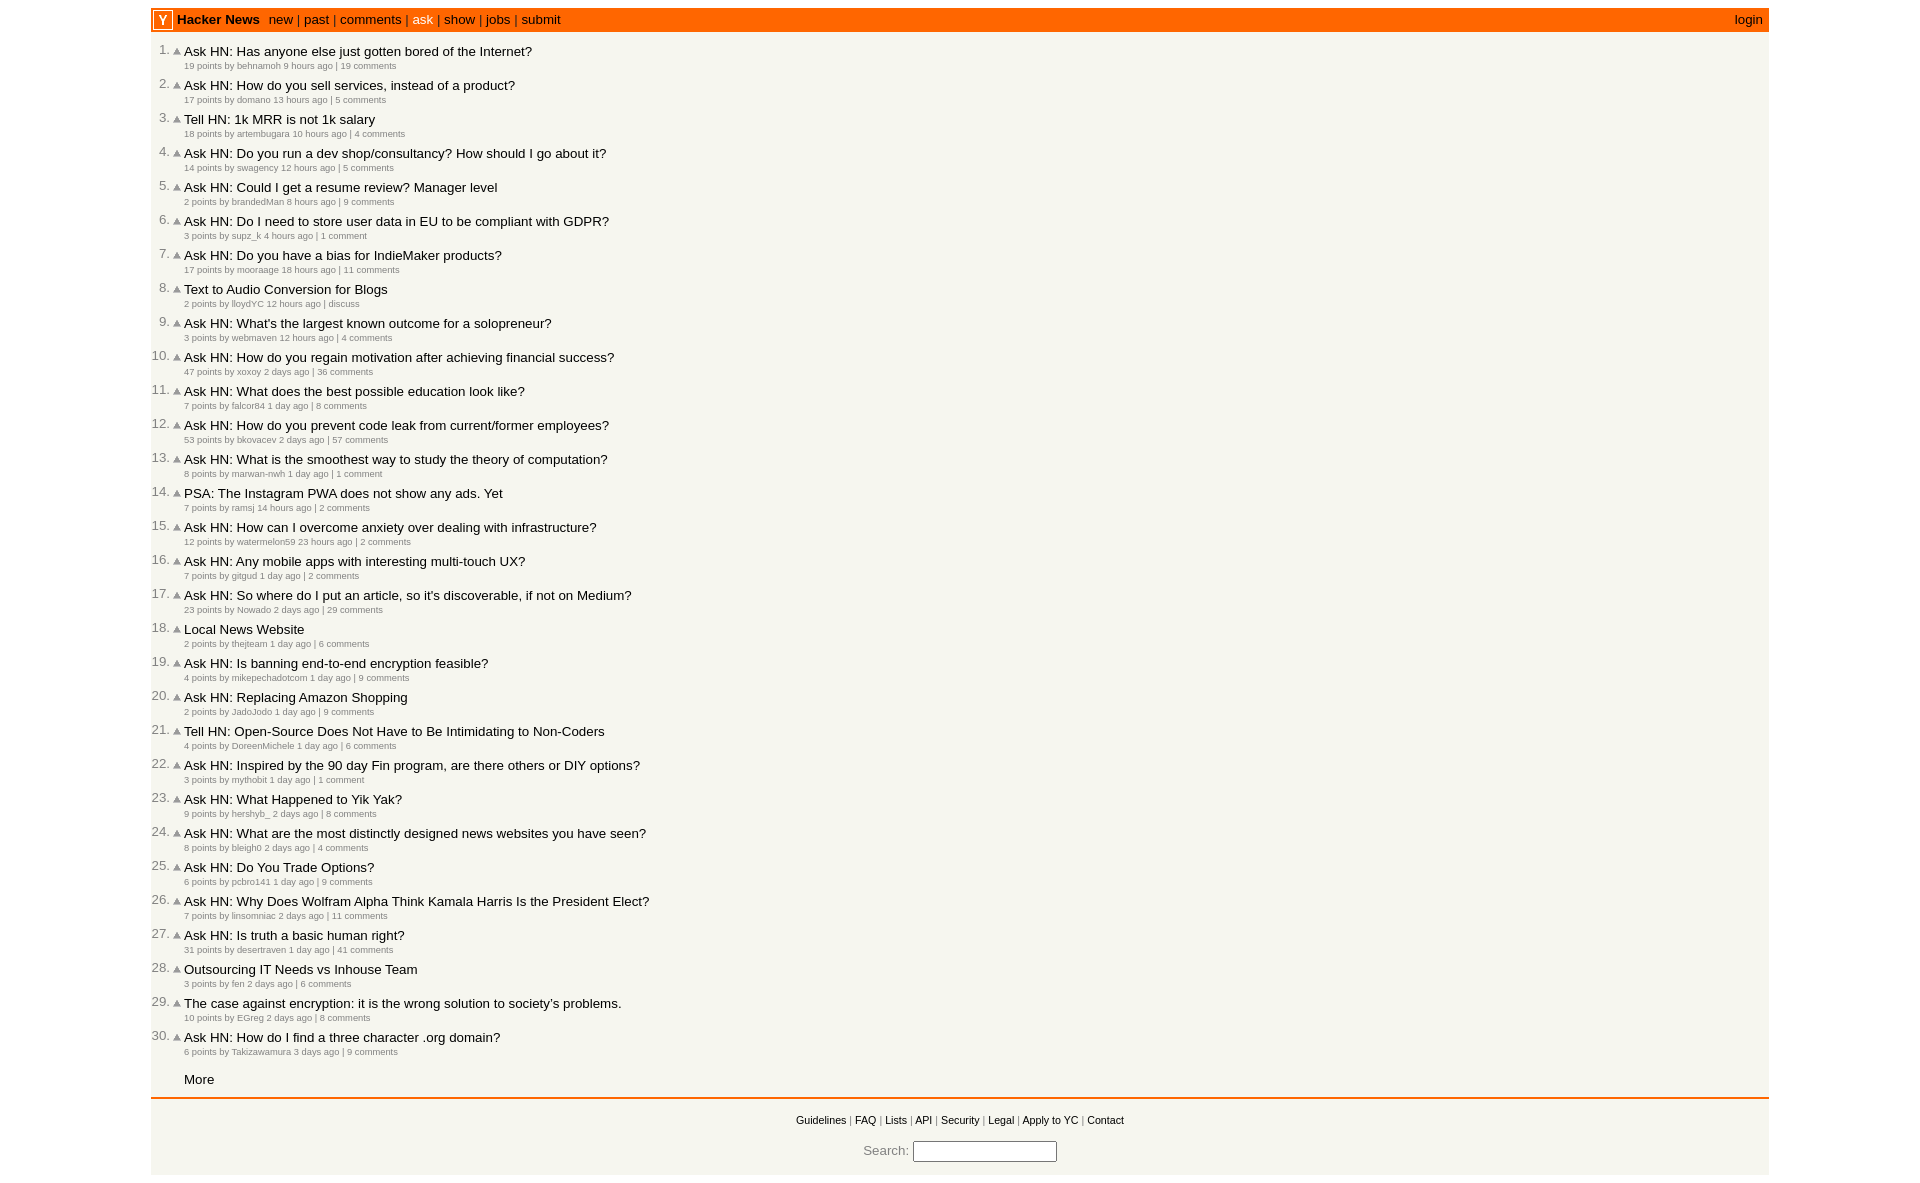 Y Hacker News new | past | comments | ask | show | jobs | submit login
1. Ask HN: Has anyone else just gotten bored of the Internet?
19 points by behnamoh 9 hours ago | 19 comments
2. Ask HN: How do you sell services, instead of a product?
17 points by domano 13 hours ago | 5 comments
3. Tell HN: 1k MRR is not 1k salary
18 points by artembugara 10 hours ago | 4 comments
4. Ask HN: Do you run a dev shop/consultancy? How should I go about it?
14 points by swagency 12 hours ago | 5 comments
5. Ask HN: Could I get a resume review? Manager level
2 points by brandedMan 8 hours ago | 9 comments
6. Ask HN: Do I need to store user data in EU to be compliant with GDPR?
3 points by supz_k 4 hours ago | 1 comment
7. Ask HN: Do you have a bias for IndieMaker products?
17 points by mooraage 18 hours ago | 11 comments
8. Text to Audio Conversion for Blogs
2 points by lloydYC 12 hours ago | discuss
9. Ask HN: What's the largest known outcome for a solopreneur?
3 points by webmaven 12 hours ago | 4 comments
10. Ask HN: How do you regain motivation after achieving financial success?
47 points by xoxoy 2 days ago | 36 comments
11. Ask HN: What does the best possible education look like?
7 points by falcor84 1 day ago | 8 comments
12. Ask HN: How do you prevent code leak from current/former employees?
53 points by bkovacev 2 days ago | 57 comments
13. Ask HN: What is the smoothest way to study the theory of computation?
8 points by marwan-nwh 1 day ago | 1 comment
14. PSA: The Instagram PWA does not show any ads. Yet
7 points by ramsj 14 hours ago | 2 comments
15. Ask HN: How can I overcome anxiety over dealing with infrastructure?
12 points by watermelon59 23 hours ago | 2 comments
16. Ask HN: Any mobile apps with interesting multi-touch UX?
7 points by gitgud 1 day ago | 2 comments
17. Ask HN: So where do I put an article, so it's discoverable, if not on Medium?
23 points by Nowado 2 days ago | 29 comments
18. Local News Website
2 points by thejteam 1 day ago | 6 comments
19. Ask HN: Is banning end-to-end encryption feasible?
4 points by mikepechadotcom 1 day ago | 9 comments
20. Ask HN: Replacing Amazon Shopping
2 points by JadoJodo 1 day ago | 9 comments
21. Tell HN: Open-Source Does Not Have to Be Intimidating to Non-Coders
4 points by DoreenMichele 1 day ago | 6 comments
22. Ask HN: Inspired by the 90 day Fin program, are there others or DIY options?
3 points by mythobit 1 day ago | 1 comment
23. Ask HN: What Happened to Yik Yak?
9 points by hershyb_ 2 days ago | 8 comments
24. Ask HN: What are the most distinctly designed news websites you have seen?
8 points by bleigh0 2 days ago | 4 comments
25. Ask HN: Do You Trade Options?
6 points by pcbro141 1 day ago | 9 comments
26. Ask HN: Why Does Wolfram Alpha Think Kamala Harris Is the President Elect?
7 points by linsomniac 2 days ago | 11 comments
27. Ask HN: Is truth a basic human right?
31 points by desertraven 1 day ago | 41 comments
28. Outsourcing IT Needs vs Inhouse Team
3 points by fen 2 days ago | 6 comments
29. The case against encryption: it is the wrong solution to society’s problems.
10 points by EGreg 2 days ago | 8 comments
30. Ask HN: How do I find a three character .org domain?
6 points by Takizawamura 3 days ago | 9 comments
More
Guidelines | FAQ | Lists | API | Security | Legal | Apply to YC | Contact
Search: